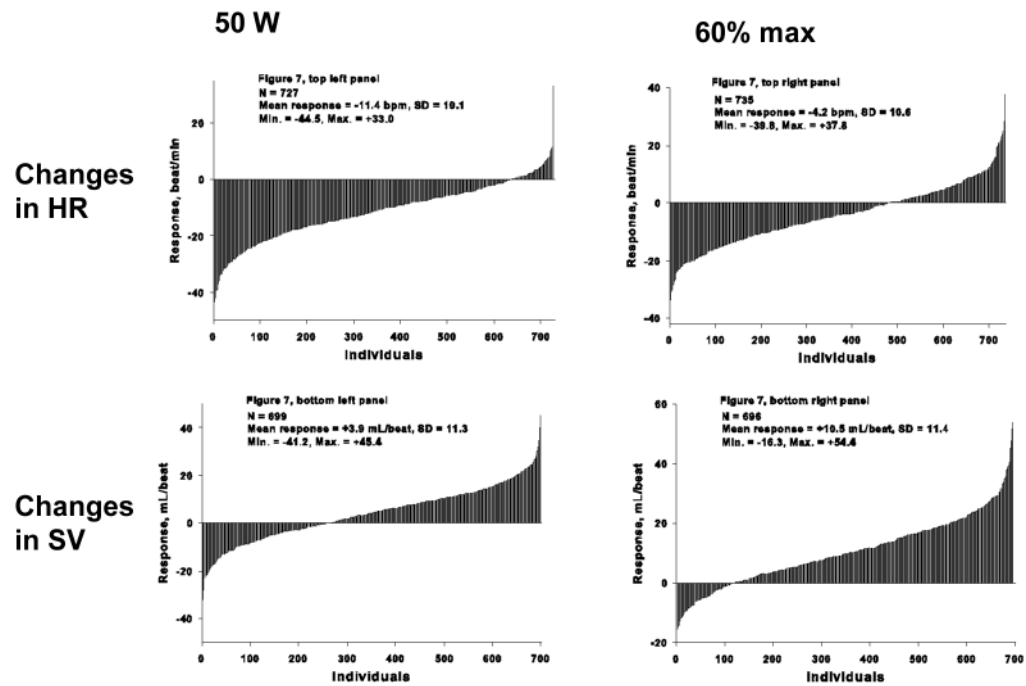 50 W
60% max
Changes
in HR
Figure 7, top left panel
N = 727
Mean response = -11.4 bpm, SD = 10.1
Min. = -44.5, Max. = +33.0
Response, beat/min
20
0
-20
-40
0 100 200 300 400 500 600 700
Individuals
Figure 7, top right panel
N = 735
Mean response = -4.2 bpm, SD = 10.6
Min. = -39.8, Max. = +37.8
Response, beat/min
40
20
0
-20
-40
0 100 200 300 400 500 600 700
Individuals
Changes
in SV
Figure 7, bottom left panel
N = 699
Mean response = +3.9 mL/beat, SD = 11.3
Min. = -41.2, Max. = +45.4
Response, mL/beat
40
20
0
-20
-40
0 100 200 300 400 500 600 700
Individuals
Figure 7, bottom right panel
N = 696
Mean response = +10.5 mL/beat, SD = 11.4
Min. = -16.3, Max. = +54.4
Response, mL/beat
60
40
20
0
-20
0 100 200 300 400 500 600 700
Individuals